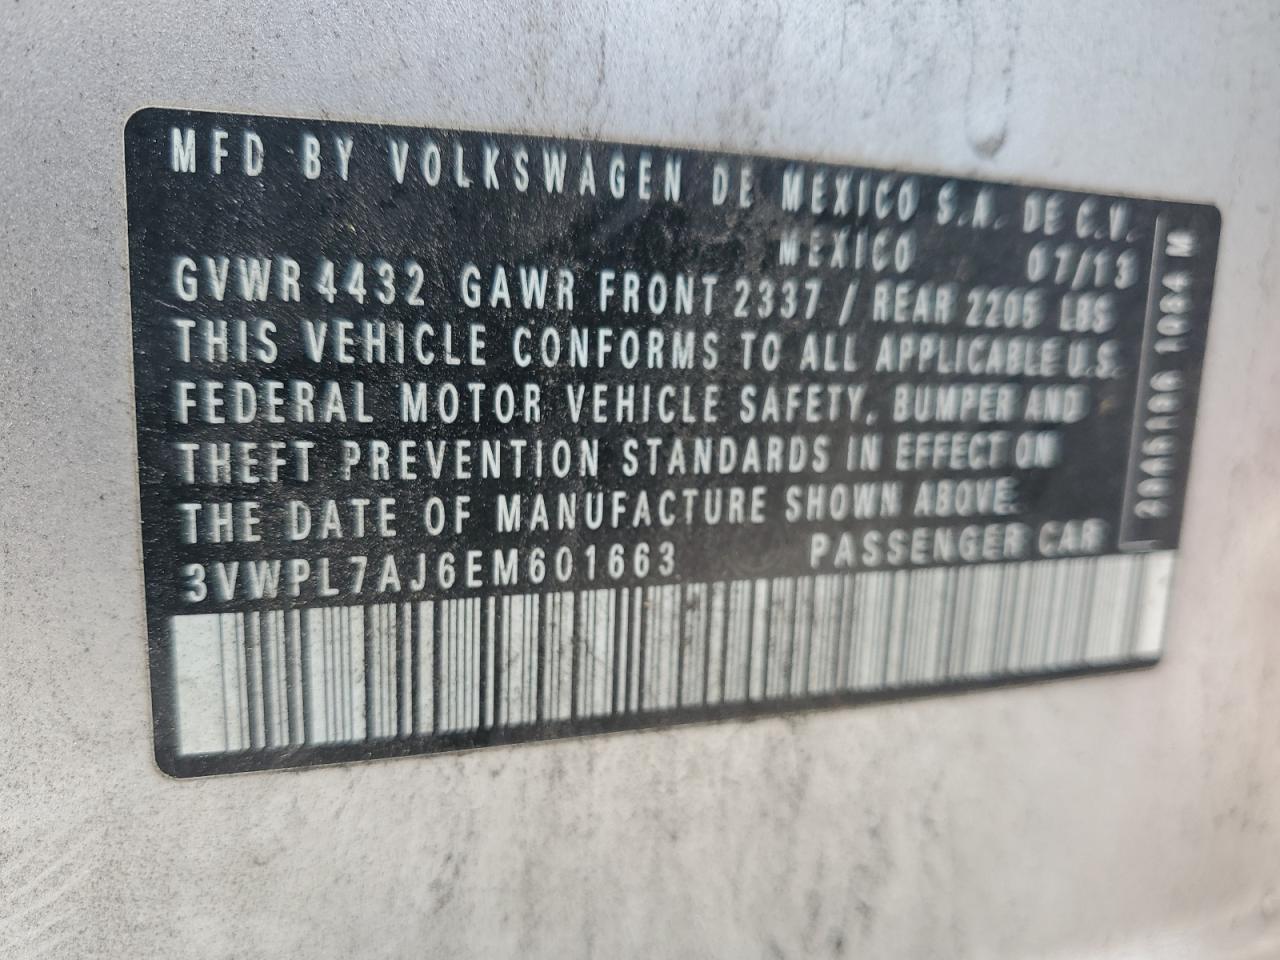 MFD BY VOLKSWAGEN DE MEXICO S.A. DE C.V.
MEXICO 07/13
GVWR 4432 GAWR FRONT 2337 / REAR 2205 LBS
THIS VEHICLE CONFORMS TO ALL APPLICABLE U.S.
FEDERAL MOTOR VEHICLE SAFETY, BUMPER AND
THEFT PREVENTION STANDARDS IN EFFECT ON
THE DATE OF MANUFACTURE SHOWN ABOVE.
3VWPL7AJ6EM601663 PASSENGER CAR